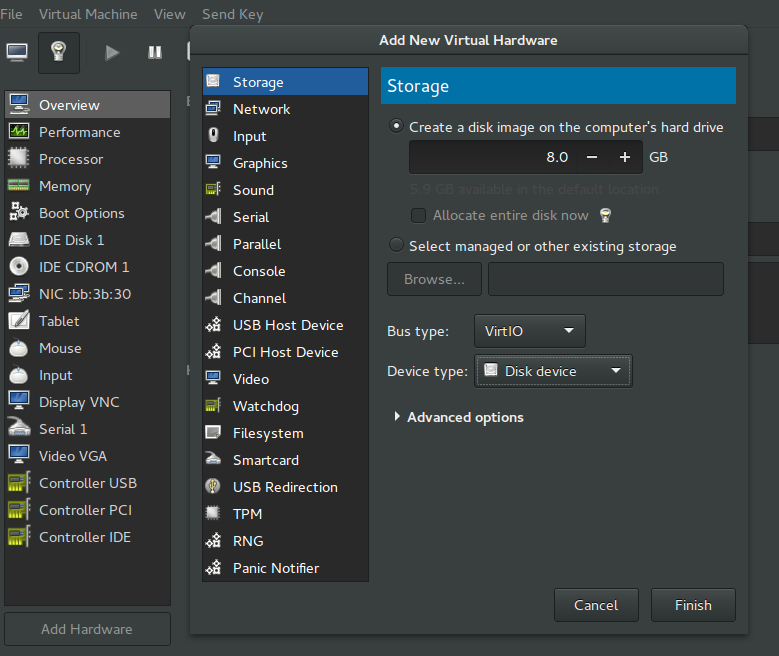 File Virtual Machine View Send Key
Add New Virtual Hardware
Overview
Performance
Processor
Memory
Boot Options
IDE Disk 1
IDE CDROM 1
NIC :bb:3b:30
Tablet
Mouse
Input
Display VNC
Serial 1
Video VGA
Controller USB
Controller PCI
Controller IDE
Add Hardware
Storage
Network
Input
Graphics
Sound
Serial
Parallel
Console
Channel
USB Host Device
PCI Host Device
Video
Watchdog
Filesystem
Smartcard
USB Redirection
TPM
RNG
Panic Notifier
Storage
Create a disk image on the computer's hard drive
8.0 − + GB
5.9 GB available in the default location
Allocate entire disk now
Select managed or other existing storage
Browse...
Bus type: VirtIO
Device type: Disk device
Advanced options
Cancel Finish